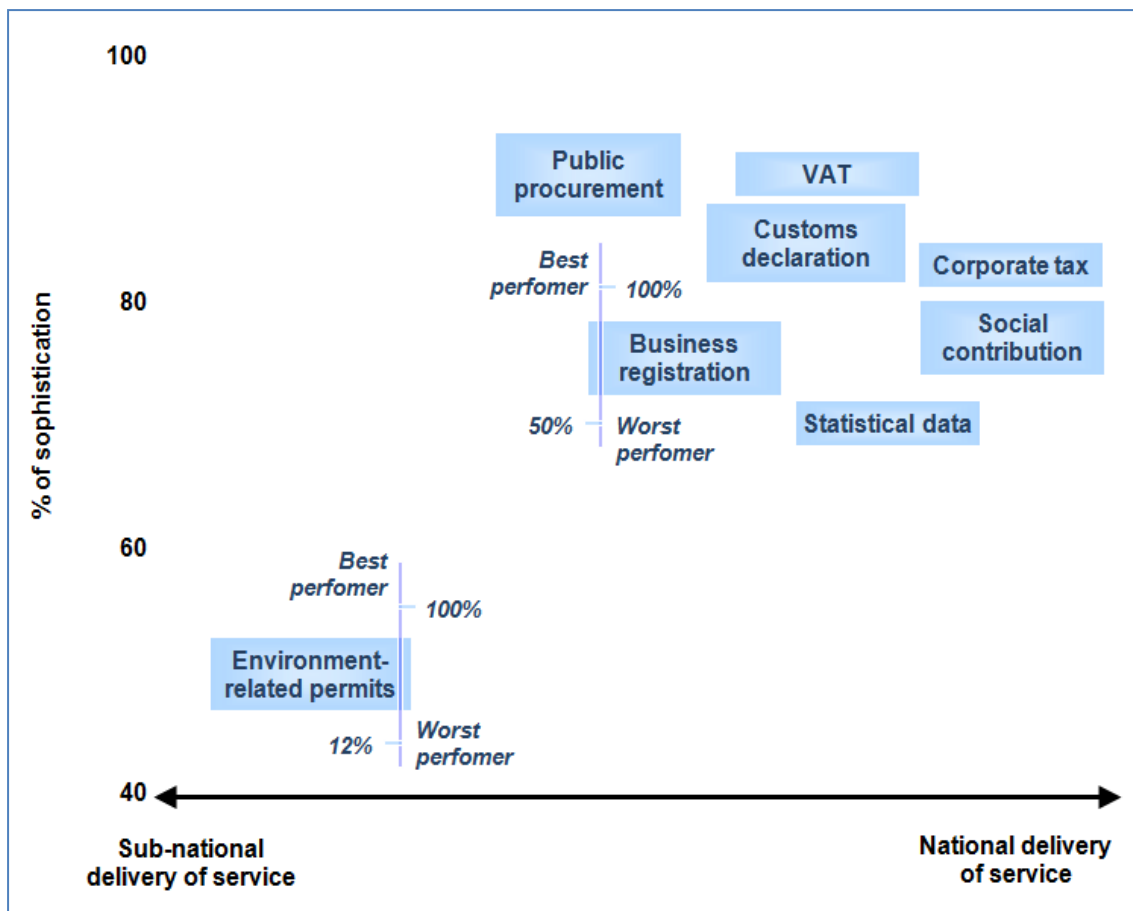 100
Public
procurement
VAT
Customs
declaration
Best
perfomer
100%
Corporate tax
80
Social
contribution
Business
registration
50%
Worst
perfomer
Statistical data
% of sophistication
60
Best
perfomer
100%
Environment-
related permits
12%
Worst
perfomer
40
Sub-national
delivery of service
National delivery
of service